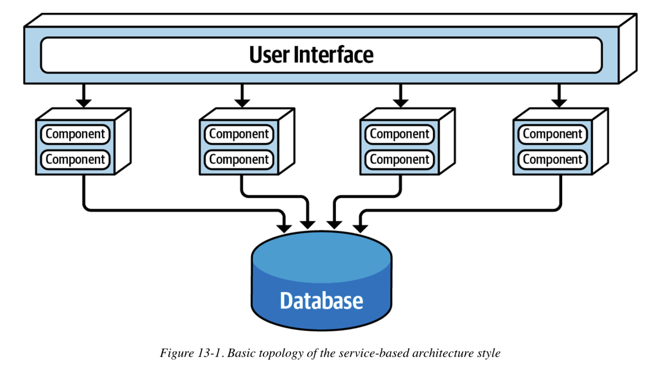 User Interface
Component Component Component Component
Component Component Component Component
Database
Figure 13-1. Basic topology of the service-based architecture style